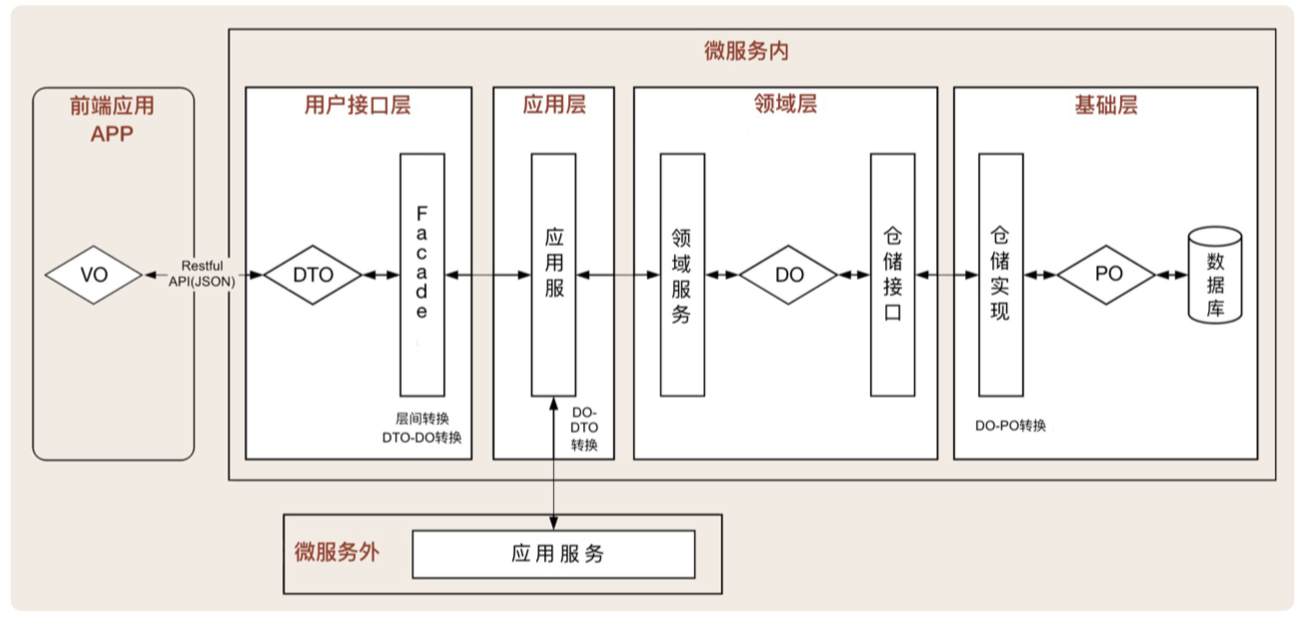 微服务内
前端应用
APP
用户接口层
应用层
领域层
基础层
VO
Restful
API(JSON)
DTO
Facade
应用服
领域服务
DO
仓储接口
仓储实现
PO
数据库
层间转换
DTO-DO转换
DO-
DTO
转换
DO-PO转换
微服务外
应用服务